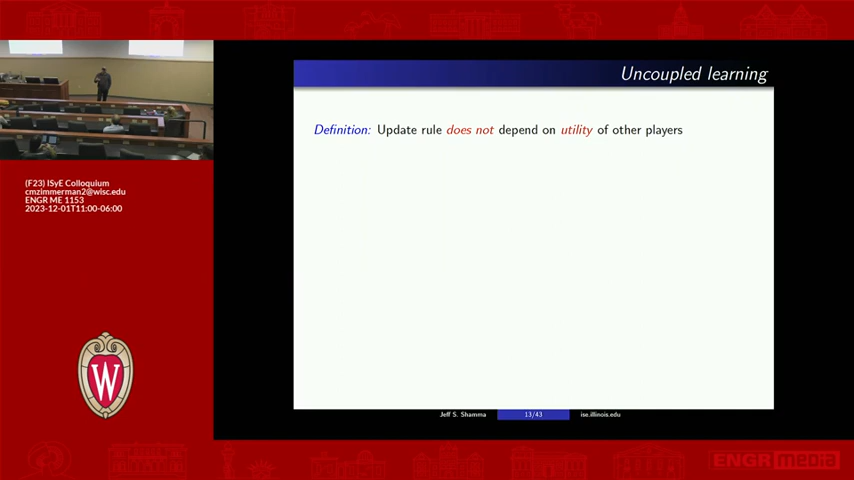 Uncoupled learning
Definition: Update rule does not depend on utility of other players
(F23) ISyE Colloquium
cmzimmerman2@wisc.edu
ENGR ME 1153
2023-12-01T11:00-06:00
W
Jeff S. Shamma 13/43 ise.illinois.edu
ENGR media